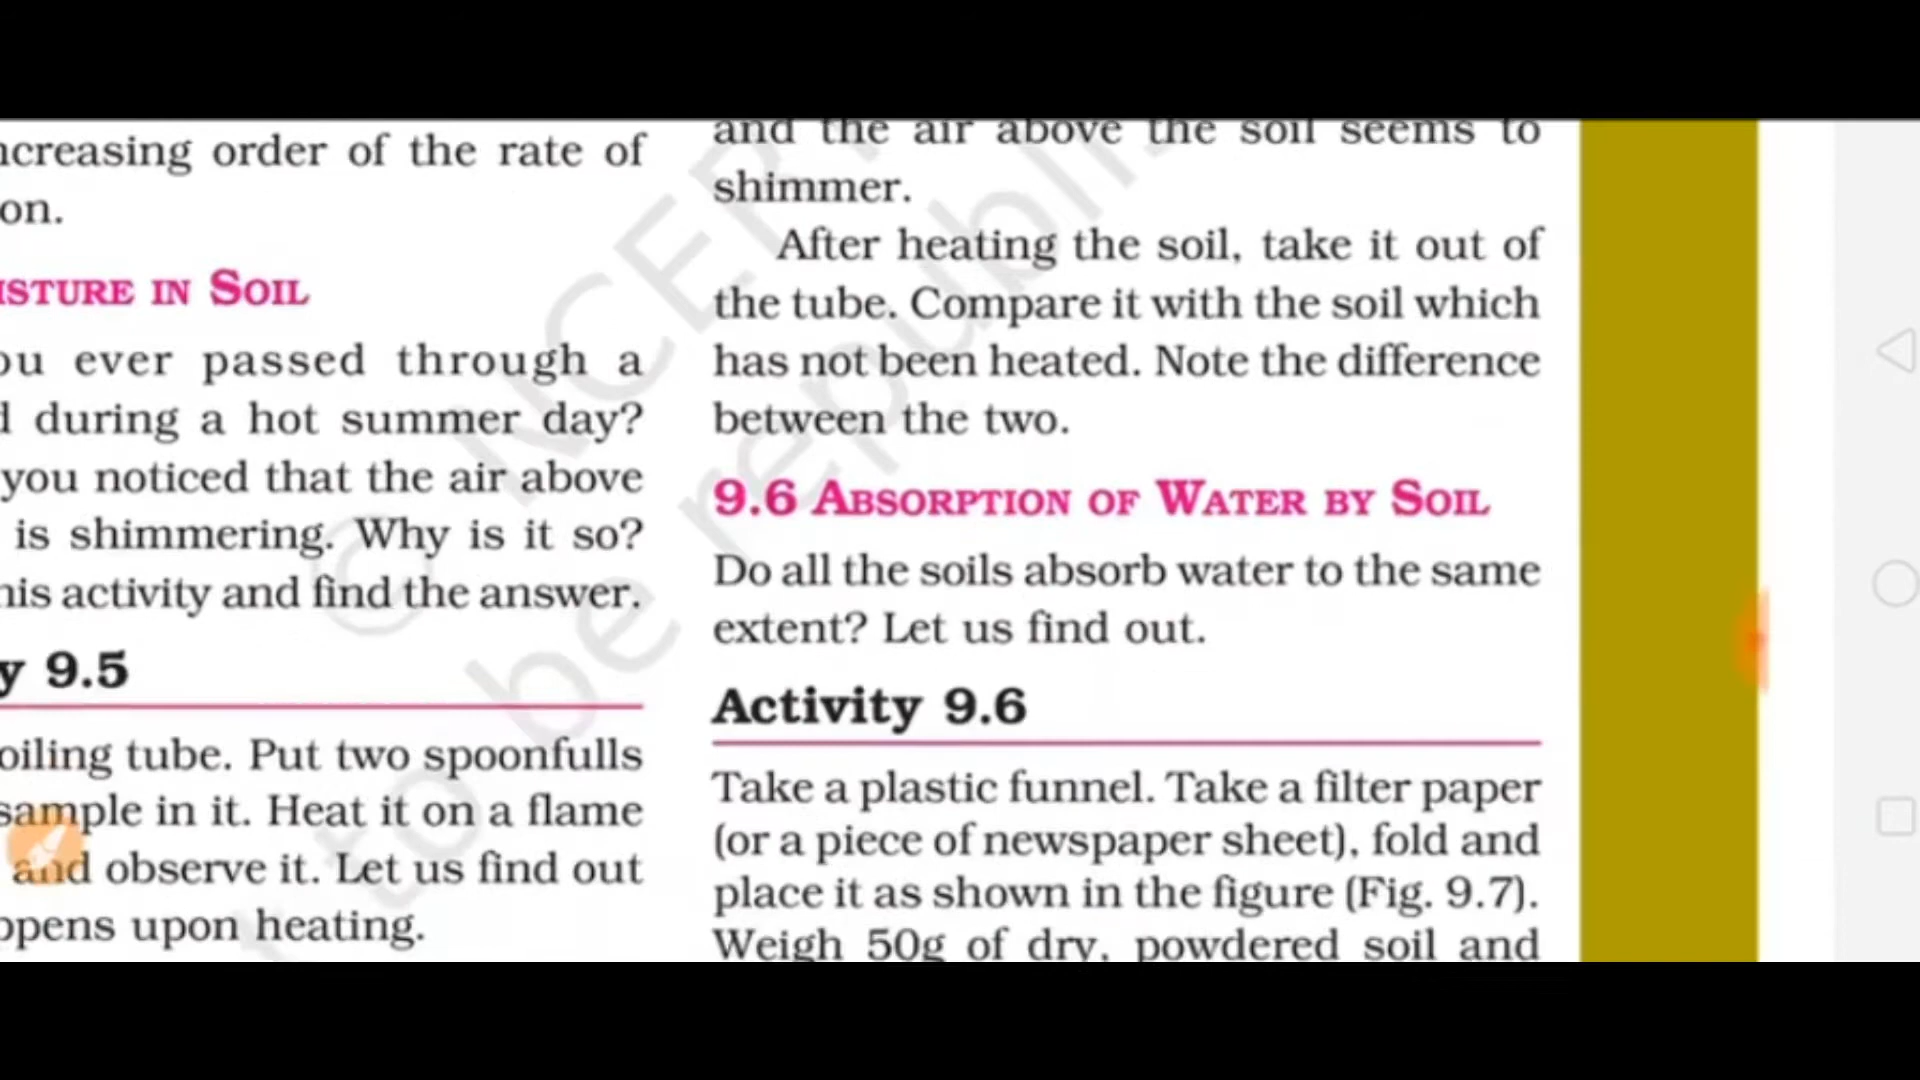 increasing order of the rate of
on.
ISTURE IN SOIL
ou ever passed through a
d during a hot summer day?
you noticed that the air above
is shimmering. Why is it so?
his activity and find the answer.
y 9.5
oiling tube. Put two spoonfulls
sample in it. Heat it on a flame
and observe it. Let us find out
ppens upon heating.
and the air above the soil seems to
shimmer.
After heating the soil, take it out of
the tube. Compare it with the soil which
has not been heated. Note the difference
between the two.
9.6 ABSORPTION OF WATER BY SOIL
Do all the soils absorb water to the same
extent? Let us find out.
Activity 9.6
Take a plastic funnel. Take a filter paper
(or a piece of newspaper sheet), fold and
place it as shown in the figure (Fig. 9.7).
Weigh 50g of dry, powdered soil and
© NCER
to be republi